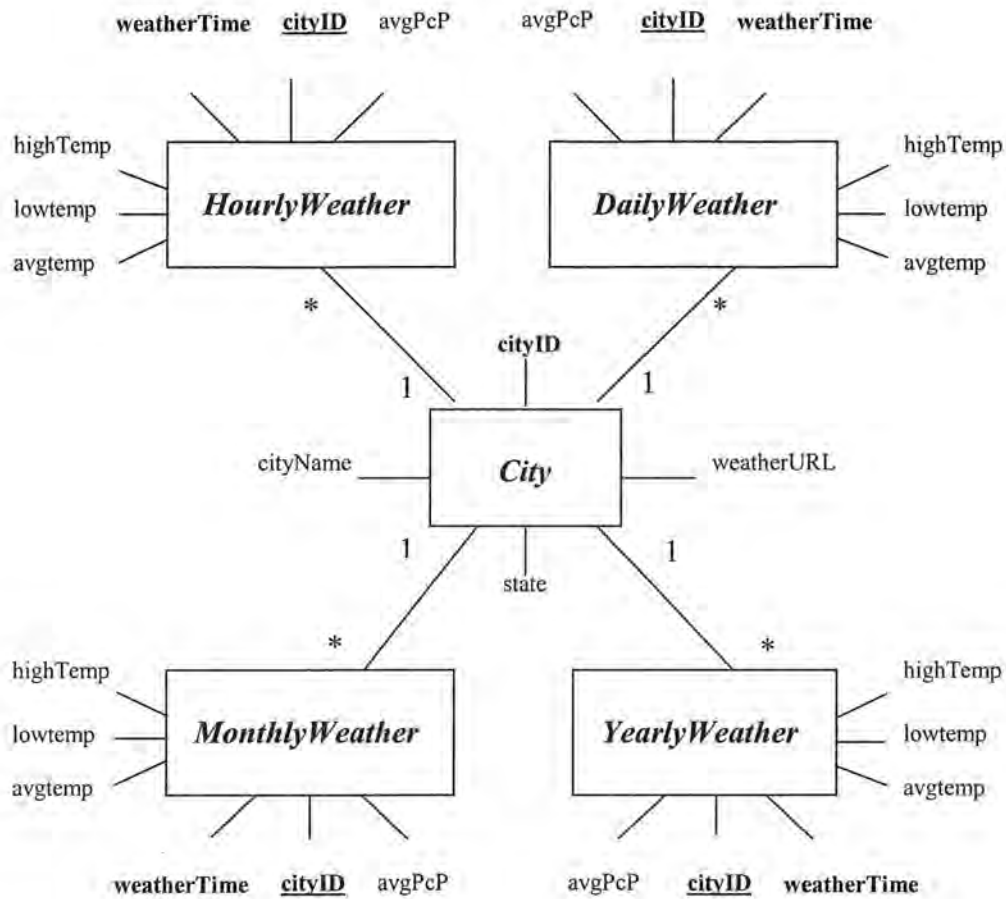 weatherTime cityID avgPcP avgPcP cityID weatherTime
highTemp highTemp
HourlyWeather DailyWeather
lowtemp lowtemp
avgtemp avgtemp
* *
cityID
1 1
cityName City weatherURL
1 1
state
* *
highTemp highTemp
MonthlyWeather YearlyWeather
lowtemp lowtemp
avgtemp avgtemp
weatherTime cityID avgPcP avgPcP cityID weatherTime